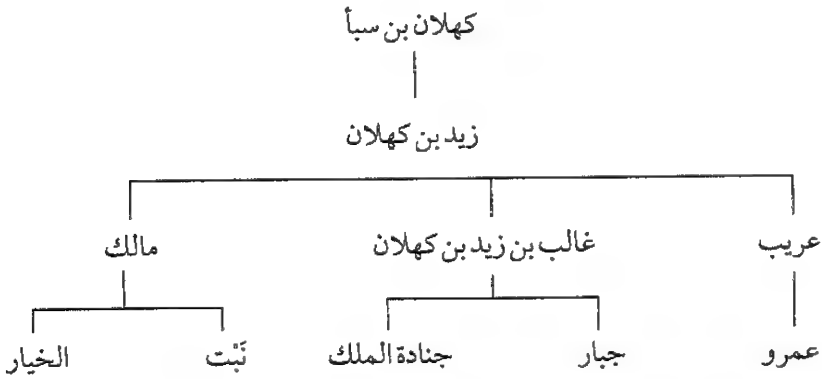 كهلان بن سبأ
زيد بن كهلان
عريب غالب بن زيد بن كهلان مالك
عمرو جبار جنادة الملك نَبْت الخيار